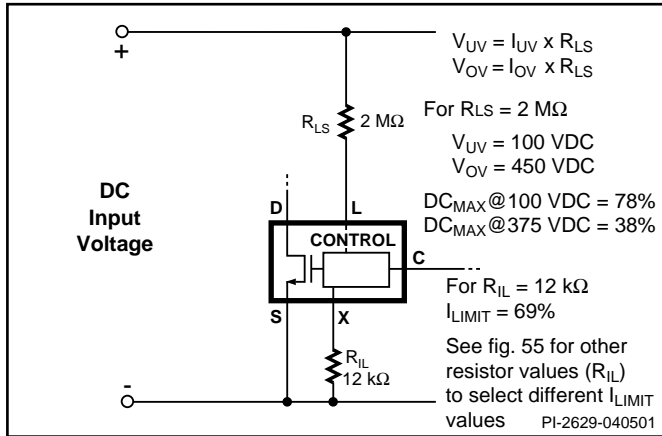 +
V_UV = I_UV x R_LS
V_OV = I_OV x R_LS
For R_LS = 2 MΩ
R_LS 2 MΩ
V_UV = 100 VDC
V_OV = 450 VDC
DC
Input
Voltage
DC_MAX@100 VDC = 78%
DC_MAX@375 VDC = 38%
D L
CONTROL
C
S X
For R_IL = 12 kΩ
I_LIMIT = 69%
R_IL
12 kΩ
See fig. 55 for other
resistor values (R_IL)
to select different I_LIMIT
values
-
PI-2629-040501